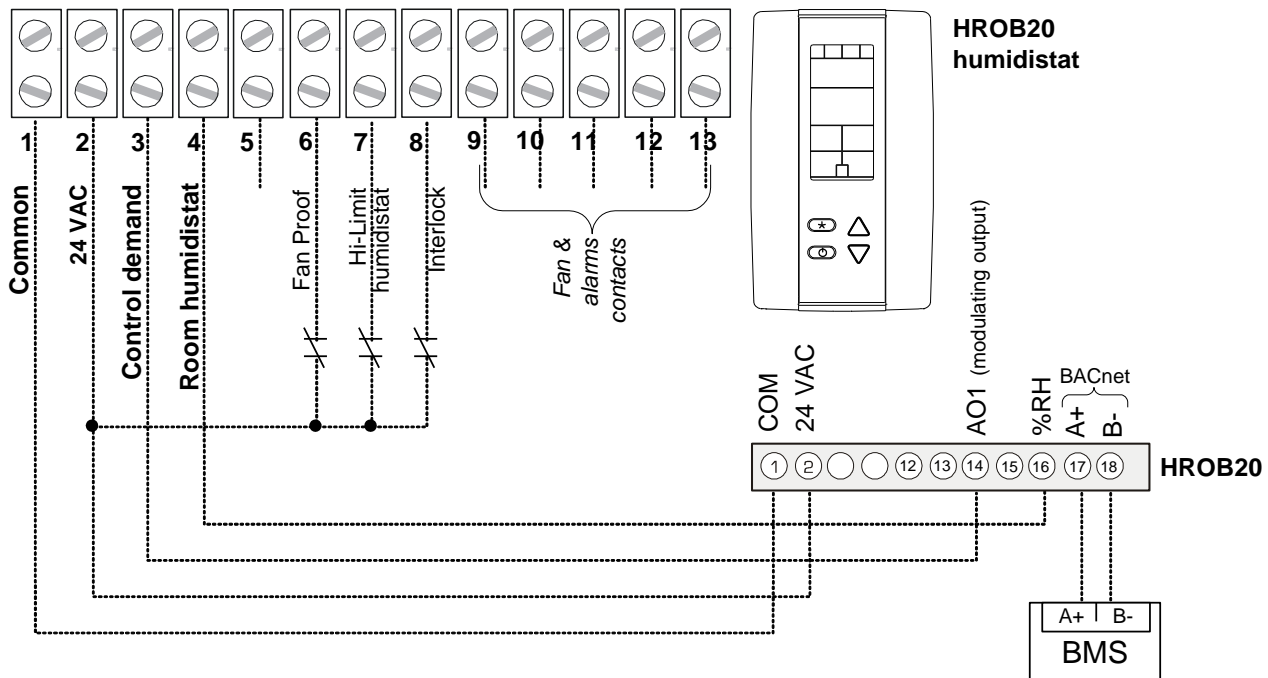 HROB20
humidistat
1 2 3 4 5 6 7 8 9 10 11 12 13
Common
24 VAC
Control demand
Room humidistat
Fan Proof
Hi-Limit
humidistat
Interlock
Fan &
alarms
contacts
COM
24 VAC
AO1 (modulating output)
%RH
BACnet
A+
B-
1 2 12 13 14 15 16 17 18
HROB20
A+ B-
BMS